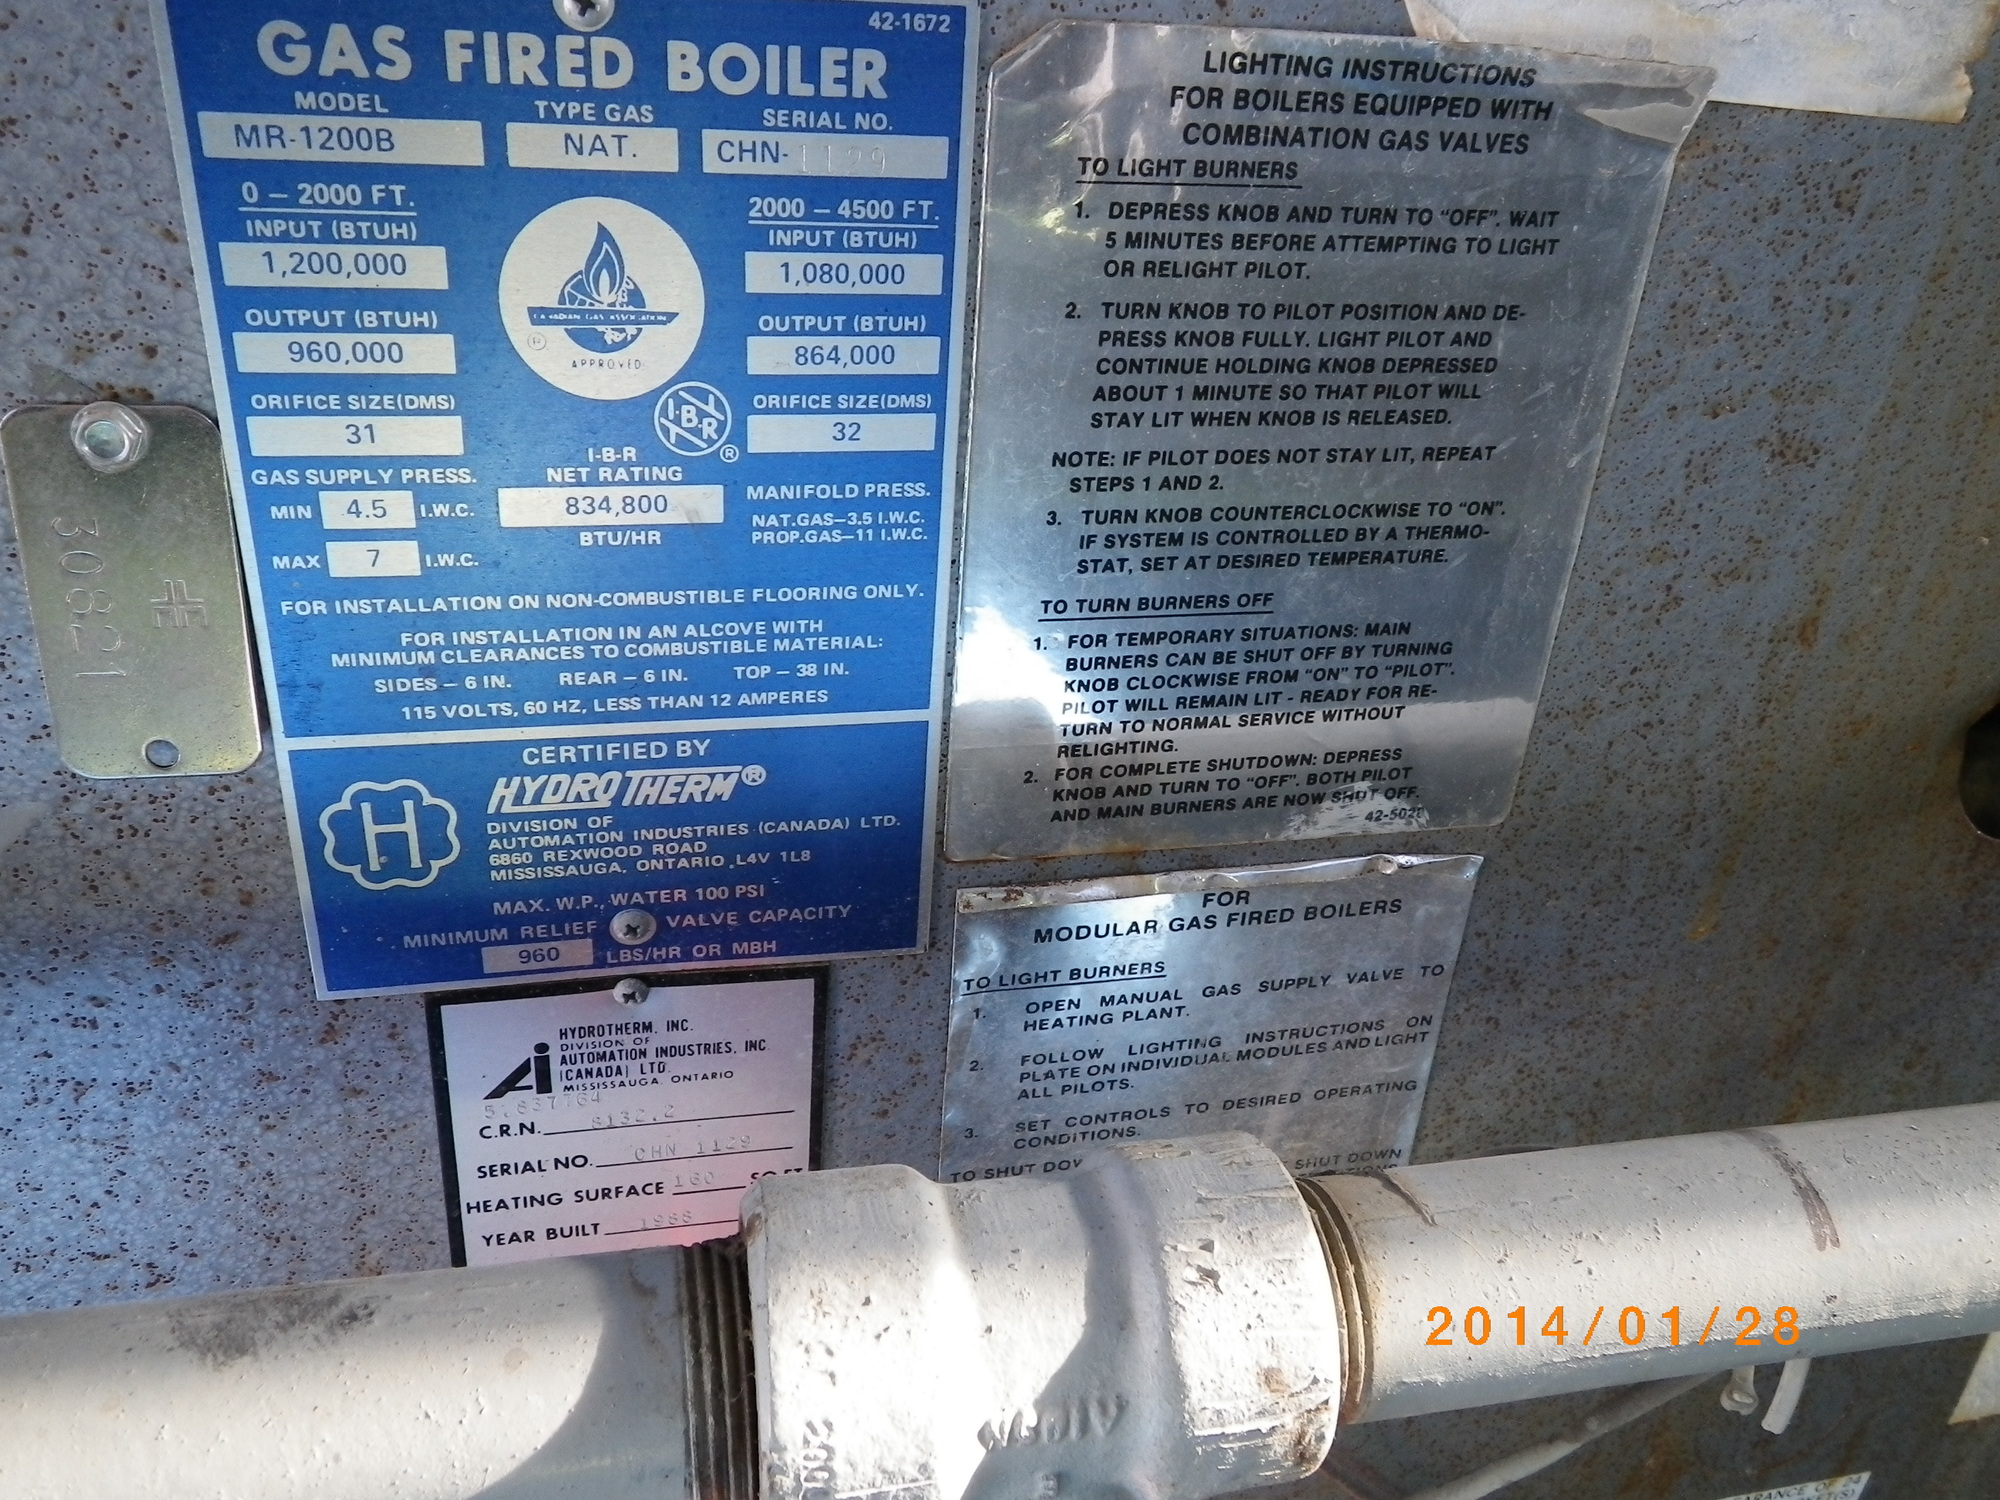 42-1672
GAS FIRED BOILER
MODEL
MR-1200B
TYPE GAS
NAT.
SERIAL NO.
CHN-1129
0 – 2000 FT.
INPUT (BTUH)
1,200,000
OUTPUT (BTUH)
960,000
ORIFICE SIZE(DMS)
31
GAS SUPPLY PRESS.
MIN 4.5 I.W.C.
MAX 7 I.W.C.
CANADIAN GAS ASSOCIATION
®
APPROVED
I·B·R
®
I-B-R
NET RATING
834,800
BTU/HR
2000 – 4500 FT.
INPUT (BTUH)
1,080,000
OUTPUT (BTUH)
864,000
ORIFICE SIZE(DMS)
32
MANIFOLD PRESS.
NAT.GAS–3.5 I.W.C.
PROP.GAS–11 I.W.C.
FOR INSTALLATION ON NON-COMBUSTIBLE FLOORING ONLY.
FOR INSTALLATION IN AN ALCOVE WITH
MINIMUM CLEARANCES TO COMBUSTIBLE MATERIAL:
SIDES – 6 IN. REAR – 6 IN. TOP – 38 IN.
115 VOLTS, 60 HZ, LESS THAN 12 AMPERES
CERTIFIED BY
H
HYDROTHERM®
DIVISION OF
AUTOMATION INDUSTRIES (CANADA) LTD.
6860 REXWOOD ROAD
MISSISSAUGA, ONTARIO, L4V 1L8
MAX. W.P., WATER 100 PSI
MINIMUM RELIEF VALVE CAPACITY
960 LBS/HR OR MBH
30821
Ai
HYDROTHERM, INC.
DIVISION OF
AUTOMATION INDUSTRIES, INC.
(CANADA) LTD.
MISSISSAUGA, ONTARIO
C.R.N. 8132.2
SERIAL NO. CHN 1129
HEATING SURFACE 160 SQ FT
YEAR BUILT 1988
LIGHTING INSTRUCTIONS
FOR BOILERS EQUIPPED WITH
COMBINATION GAS VALVES
TO LIGHT BURNERS
1. DEPRESS KNOB AND TURN TO "OFF". WAIT
5 MINUTES BEFORE ATTEMPTING TO LIGHT
OR RELIGHT PILOT.
2. TURN KNOB TO PILOT POSITION AND DE-
PRESS KNOB FULLY. LIGHT PILOT AND
CONTINUE HOLDING KNOB DEPRESSED
ABOUT 1 MINUTE SO THAT PILOT WILL
STAY LIT WHEN KNOB IS RELEASED.
NOTE: IF PILOT DOES NOT STAY LIT, REPEAT
STEPS 1 AND 2.
3. TURN KNOB COUNTERCLOCKWISE TO "ON".
IF SYSTEM IS CONTROLLED BY A THERMO-
STAT, SET AT DESIRED TEMPERATURE.
TO TURN BURNERS OFF
1. FOR TEMPORARY SITUATIONS: MAIN
BURNERS CAN BE SHUT OFF BY TURNING
KNOB CLOCKWISE FROM "ON" TO "PILOT".
PILOT WILL REMAIN LIT - READY FOR RE-
TURN TO NORMAL SERVICE WITHOUT
RELIGHTING.
2. FOR COMPLETE SHUTDOWN: DEPRESS
KNOB AND TURN TO "OFF". BOTH PILOT
AND MAIN BURNERS ARE NOW SHUT OFF.
FOR
MODULAR GAS FIRED BOILERS
TO LIGHT BURNERS
1. OPEN MANUAL GAS SUPPLY VALVE TO
HEATING PLANT.
2. FOLLOW LIGHTING INSTRUCTIONS ON
PLATE ON INDIVIDUAL MODULES AND LIGHT
ALL PILOTS.
3. SET CONTROLS TO DESIRED OPERATING
CONDITIONS.
TO SHUT SHUT DOWN
2014/01/28